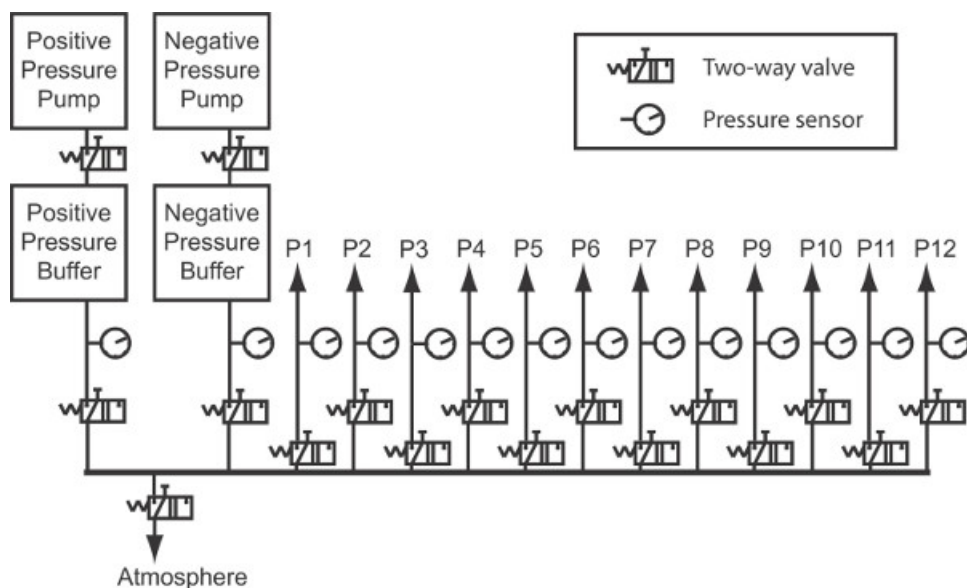 Positive
Pressure
Pump
Negative
Pressure
Pump
Two-way valve
Pressure sensor
Positive
Pressure
Buffer
Negative
Pressure
Buffer
P1 P2 P3 P4 P5 P6 P7 P8 P9 P10 P11 P12
Atmosphere